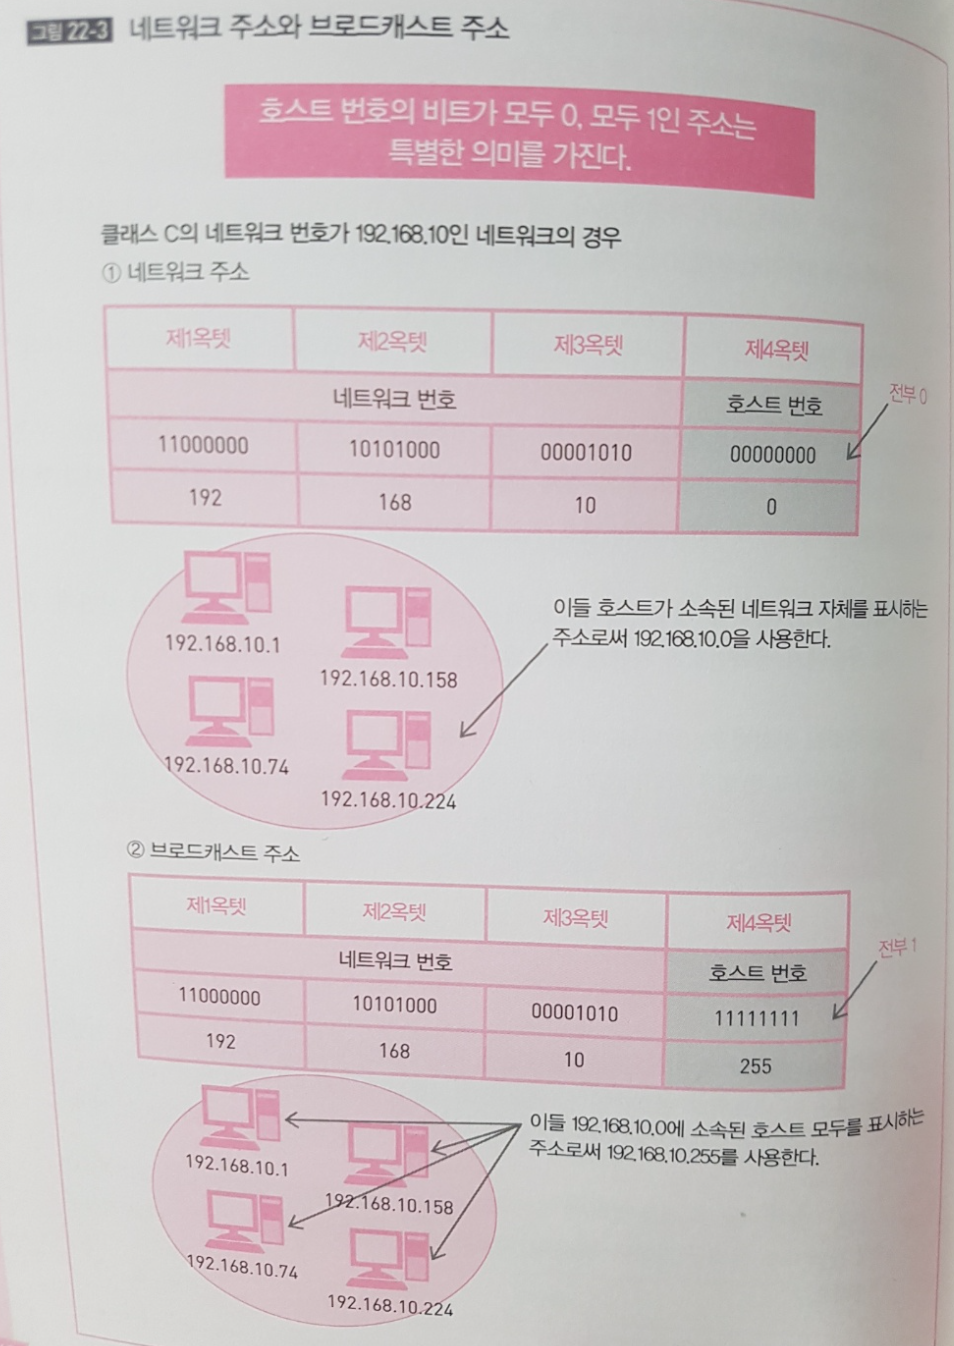 그림 22-3 네트워크 주소와 브로드캐스트 주소
호스트 번호의 비트가 모두 0, 모두 1인 주소는
특별한 의미를 가진다.
클래스 C의 네트워크 번호가 192.168.10인 네트워크의 경우
① 네트워크 주소
제1옥텟 제2옥텟 제3옥텟 제4옥텟
네트워크 번호 호스트 번호
전부 0
11000000 10101000 00001010 00000000
192 168 10 0
192.168.10.1
192.168.10.158
192.168.10.74
192.168.10.224
이들 호스트가 소속된 네트워크 자체를 표시하는
주소로써 192.168.10.0을 사용한다.
② 브로드캐스트 주소
제1옥텟 제2옥텟 제3옥텟 제4옥텟
네트워크 번호 호스트 번호
전부 1
11000000 10101000 00001010 11111111
192 168 10 255
192.168.10.1
192.168.10.158
192.168.10.74
192.168.10.224
이들 192.168.10.0에 소속된 호스트 모두를 표시하는
주소로써 192.168.10.255를 사용한다.